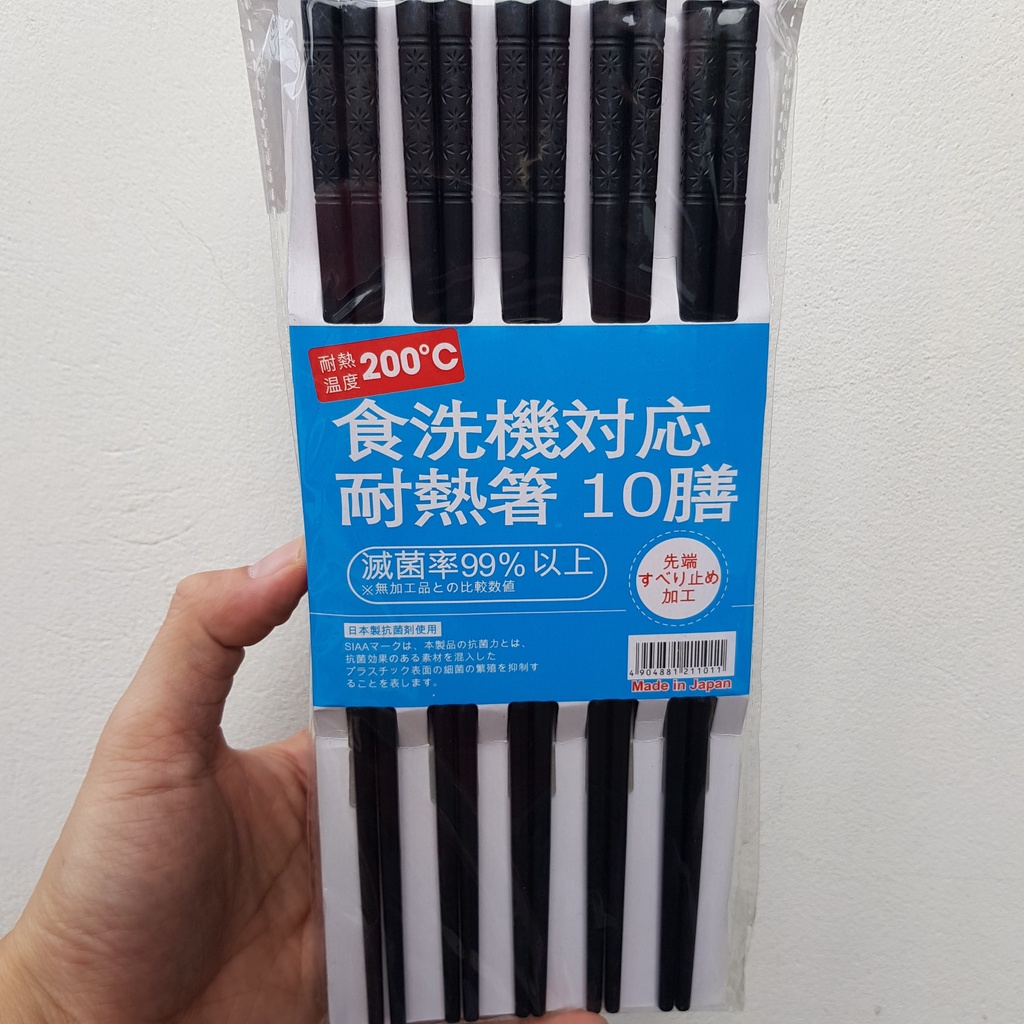 耐熱
温度 200°C
食洗機対応
耐熱箸 10膳
滅菌率99%以上
※無加工品との比較数値
先端
すべり止め
加工
日本製抗菌剤使用
SIAAマークは、本製品の抗菌力とは、
抗菌効果のある素材を混入した
プラスチック表面の細菌の繁殖を抑制す
ることを表します。
4 904881 211011
Made in Japan